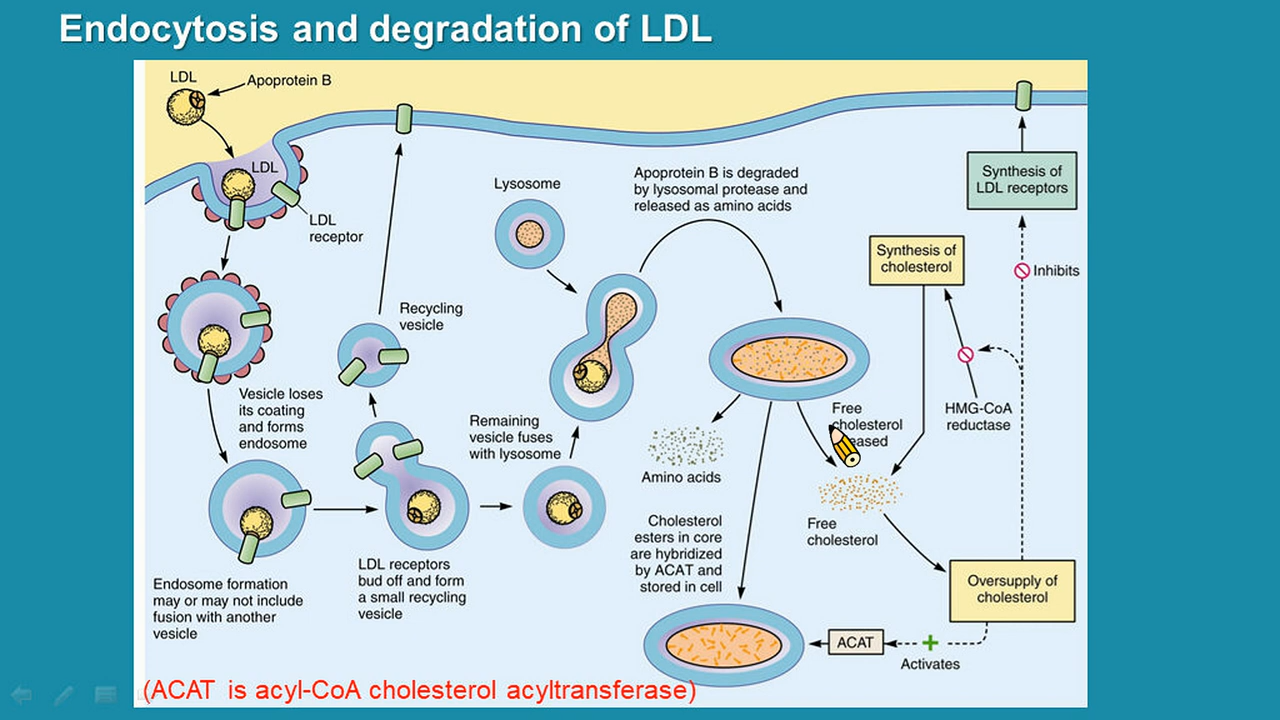 Endocytosis and degradation of LDL
LDL
Apoprotein B
LDL
LDL
receptor
Vesicle loses
its coating
and forms
endosome
Endosome formation
may or may not include
fusion with another
vesicle
Recycling
vesicle
LDL receptors
bud off and form
a small recycling
vesicle
Remaining
vesicle fuses
with lysosome
Lysosome
Apoprotein B is degraded
by lysosomal protease and
released as amino acids
Amino acids
Cholesterol
esters in core
are hybridized
by ACAT and
stored in cell
Free
cholesterol
Free
cholesterol
Synthesis of
cholesterol
HMG-CoA
reductase
Synthesis of
LDL receptors
Inhibits
Oversupply of
cholesterol
ACAT
Activates
(ACAT is acyl-CoA cholesterol acyltransferase)